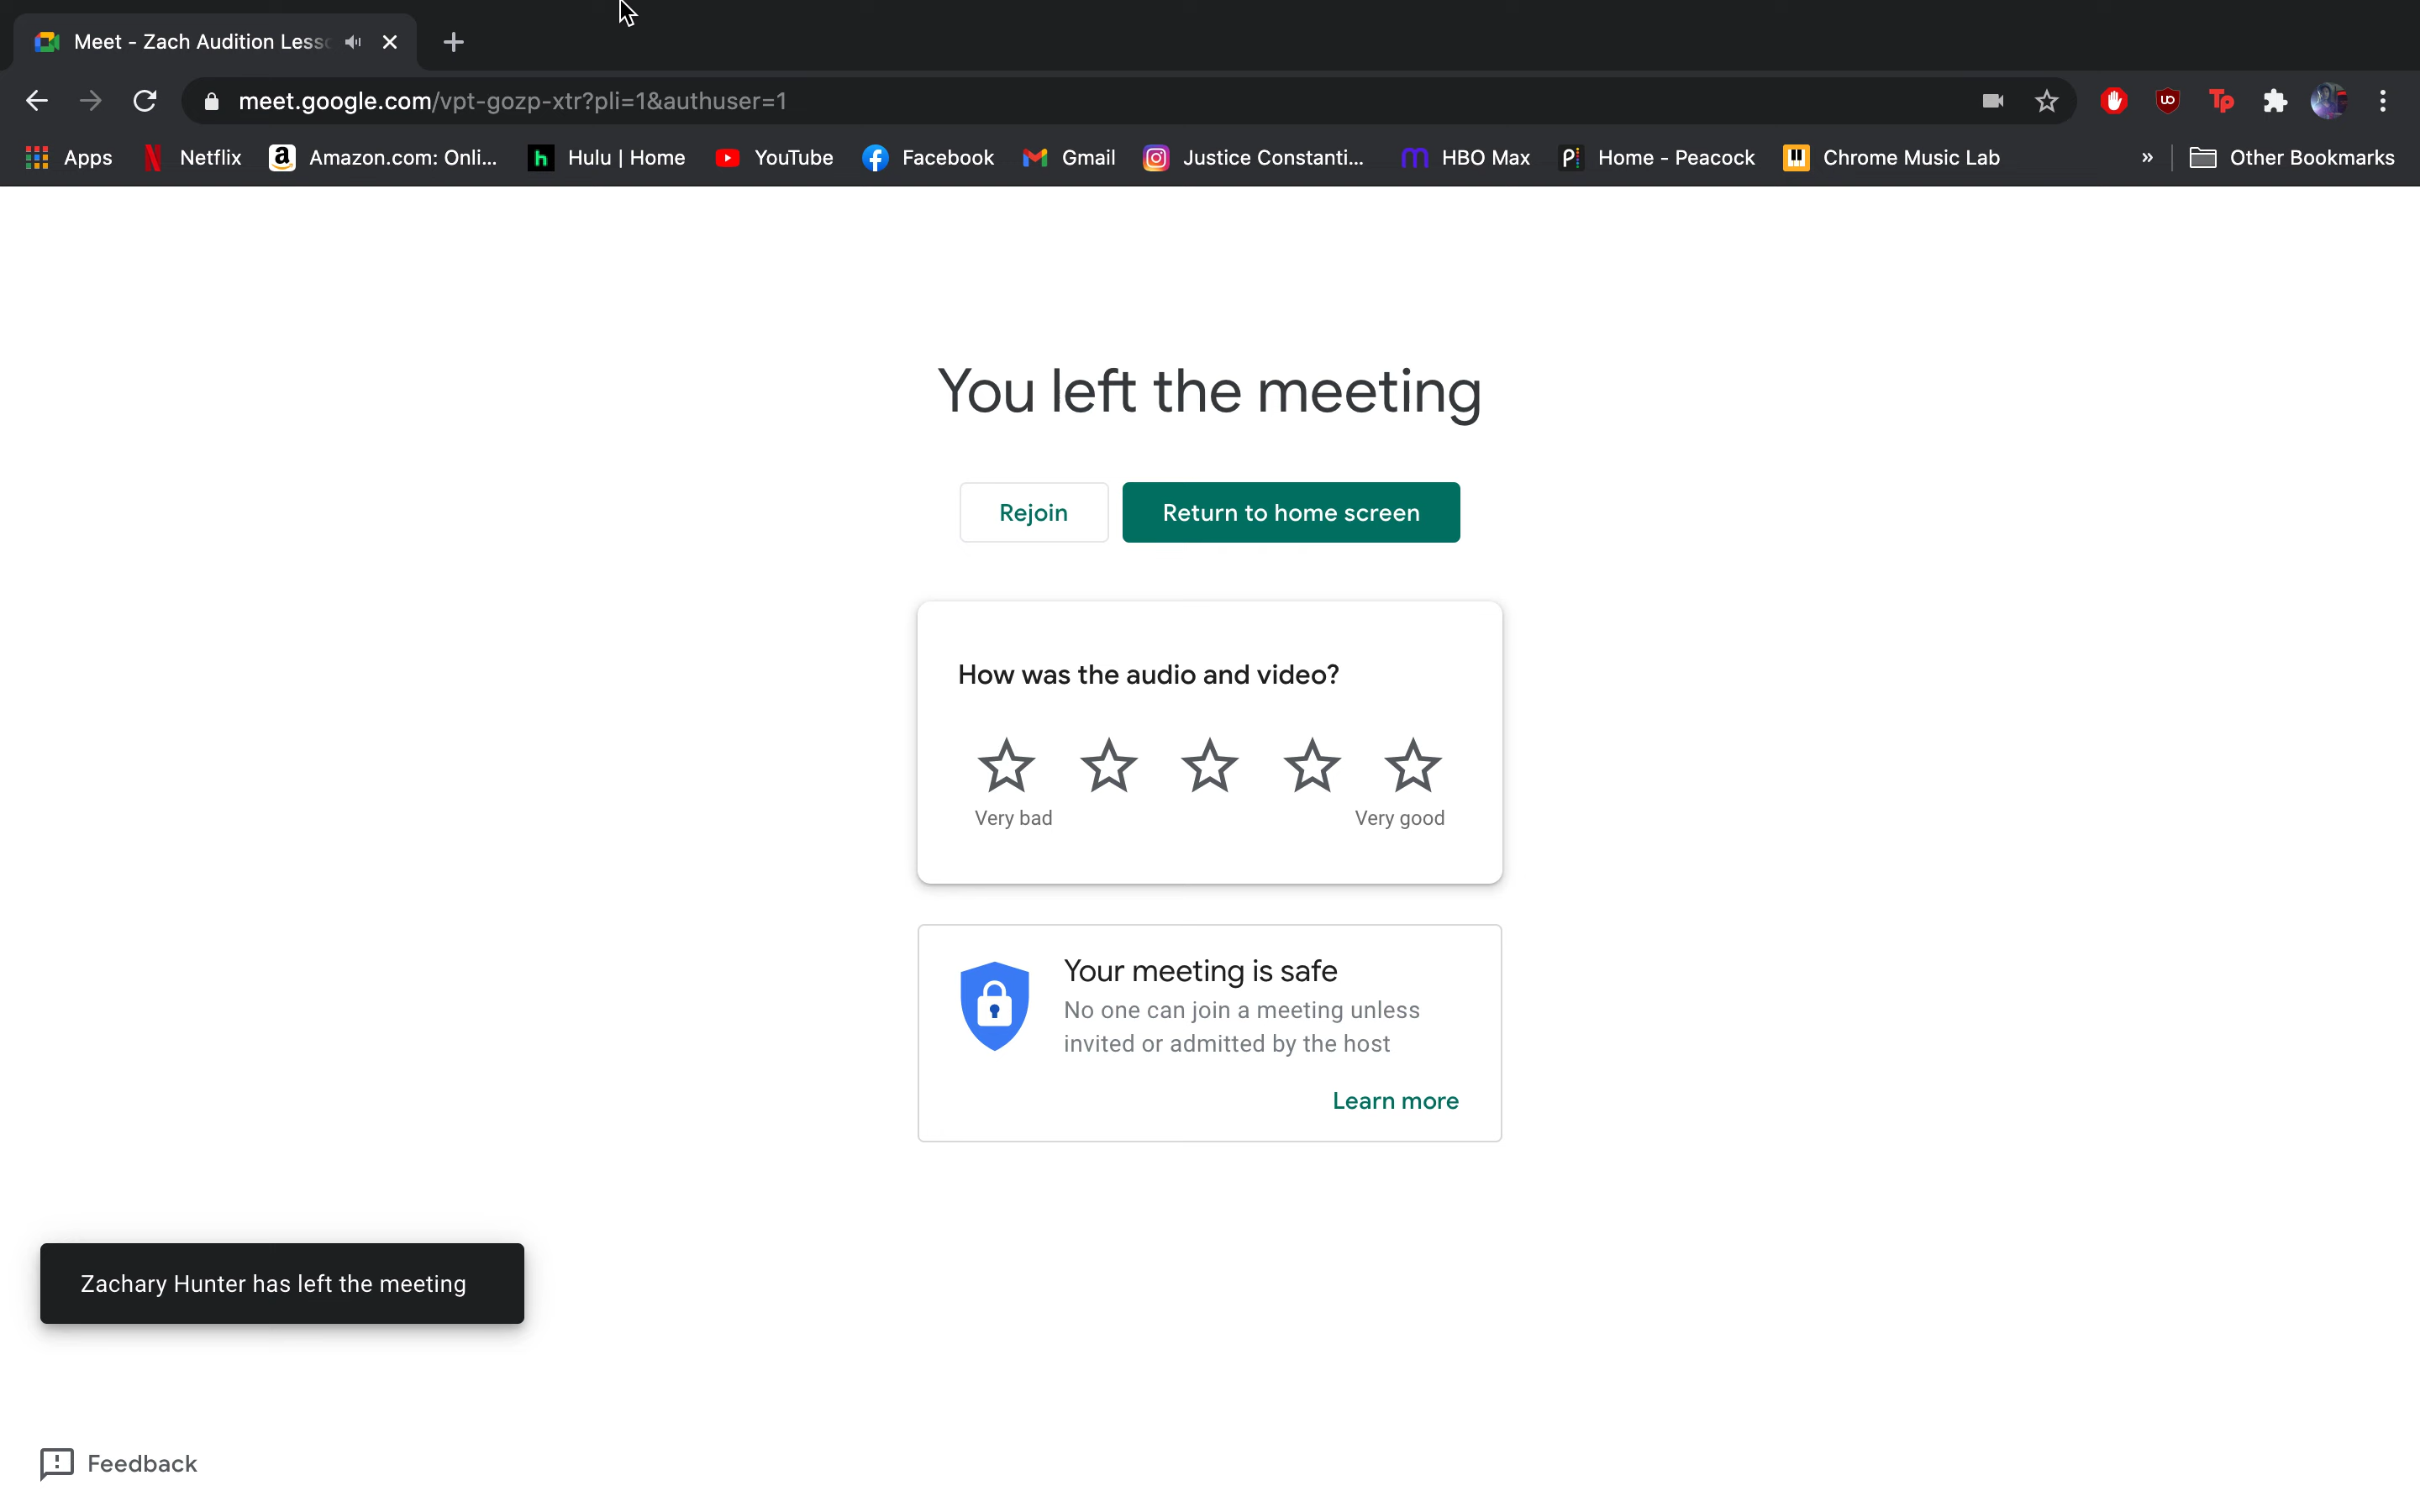 Meet - Zach Audition Lesso
meet.google.com/vpt-gozp-xtr?pli=1&authuser=1
Apps Netflix Amazon.com: Onli... Hulu | Home YouTube Facebook Gmail Justice Constanti... HBO Max Home - Peacock Chrome Music Lab » Other Bookmarks
You left the meeting
Rejoin Return to home screen
How was the audio and video?
Very bad Very good
Your meeting is safe
No one can join a meeting unless
invited or admitted by the host
Learn more
Zachary Hunter has left the meeting
Feedback